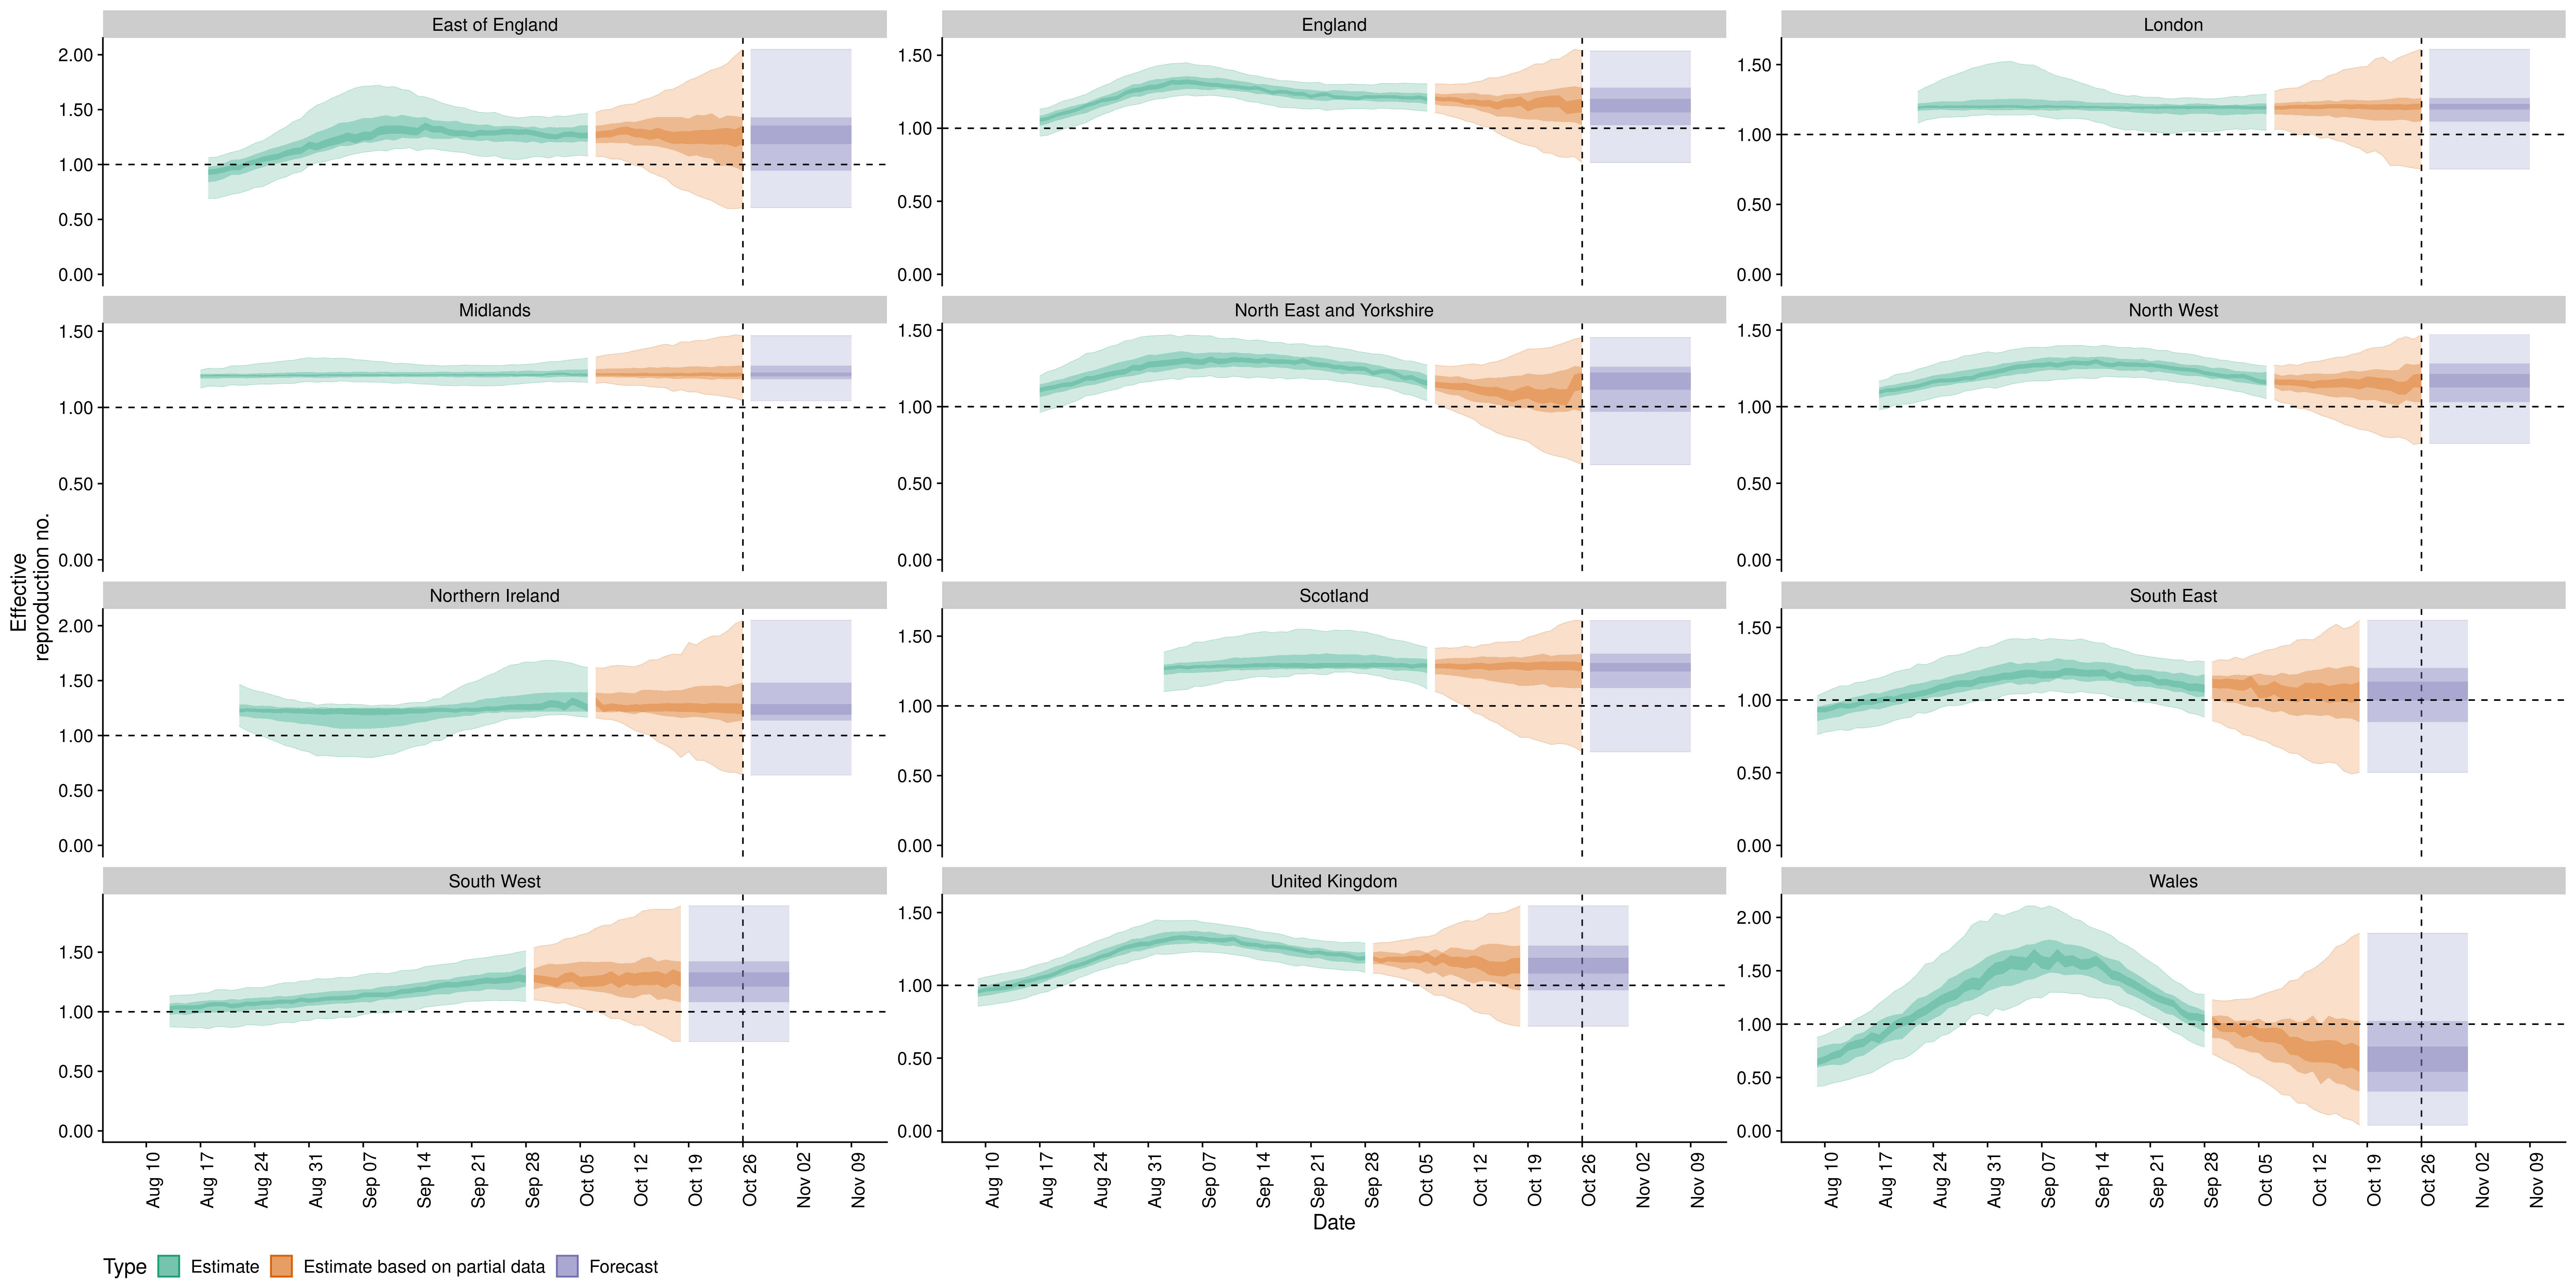 East of England
England
London
2.00
1.50
1.00
0.50
0.00
1.50
1.00
0.50
0.00
1.50
1.00
0.50
0.00
Midlands
North East and Yorkshire
North West
1.50
1.00
0.50
0.00
1.50
1.00
0.50
0.00
1.50
1.00
0.50
0.00
Effective
reproduction no.
Northern Ireland
Scotland
South East
2.00
1.50
1.00
0.50
0.00
1.50
1.00
0.50
0.00
1.50
1.00
0.50
0.00
South West
United Kingdom
Wales
1.50
1.00
0.50
0.00
1.50
1.00
0.50
0.00
2.00
1.50
1.00
0.50
0.00
Aug 10 Aug 17 Aug 24 Aug 31 Sep 07 Sep 14 Sep 21 Sep 28 Oct 05 Oct 12 Oct 19 Oct 26 Nov 02 Nov 09
Aug 10 Aug 17 Aug 24 Aug 31 Sep 07 Sep 14 Sep 21 Sep 28 Oct 05 Oct 12 Oct 19 Oct 26 Nov 02 Nov 09
Aug 10 Aug 17 Aug 24 Aug 31 Sep 07 Sep 14 Sep 21 Sep 28 Oct 05 Oct 12 Oct 19 Oct 26 Nov 02 Nov 09
Date
Type Estimate Estimate based on partial data Forecast